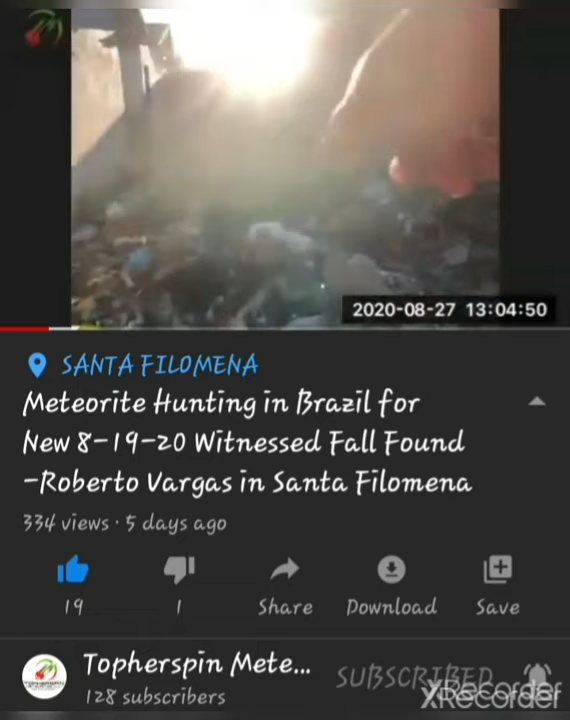 2020-08-27 13:04:50
SANTA FILOMENA
Meteorite Hunting in Brazil for
New 8-19-20 Witnessed Fall Found
-Roberto Vargas in Santa Filomena
334 views · 5 days ago
19 1 Share Download Save
Topherspin Mete... SUBSCRIBED
128 subscribers
XRecorder